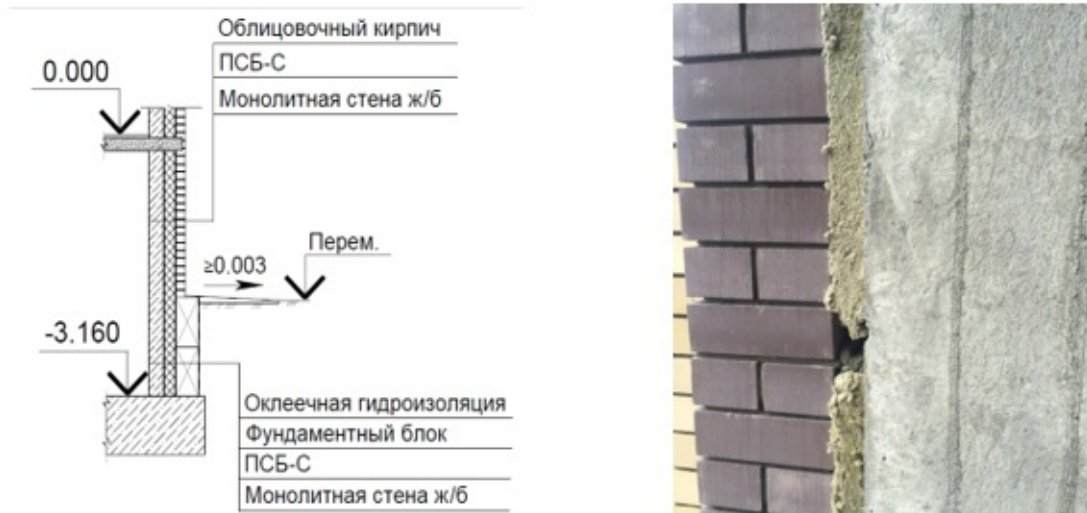 Облицовочный кирпич
ПСБ-С
Монолитная стена ж/б
0.000
Перем.
≥0.003
-3.160
Оклеечная гидроизоляция
Фундаментный блок
ПСБ-С
Монолитная стена ж/б